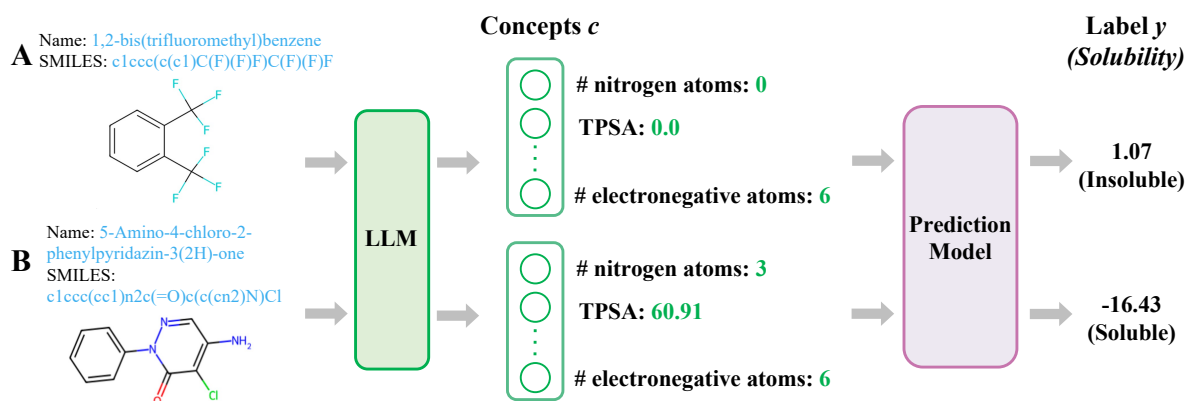 Concepts c
Label y
(Solubility)
A
Name: 1,2-bis(trifluoromethyl)benzene
SMILES: c1ccc(c(c1)C(F)(F)F)C(F)(F)F
F
F
F
F
F
F
# nitrogen atoms: 0
TPSA: 0.0
# electronegative atoms: 6
1.07
(Insoluble)
LLM
Prediction
Model
B
Name: 5-Amino-4-chloro-2-
phenylpyridazin-3(2H)-one
SMILES:
c1ccc(cc1)n2c(=O)c(c(cn2)N)Cl
N
N
NH2
O
Cl
# nitrogen atoms: 3
TPSA: 60.91
# electronegative atoms: 6
-16.43
(Soluble)